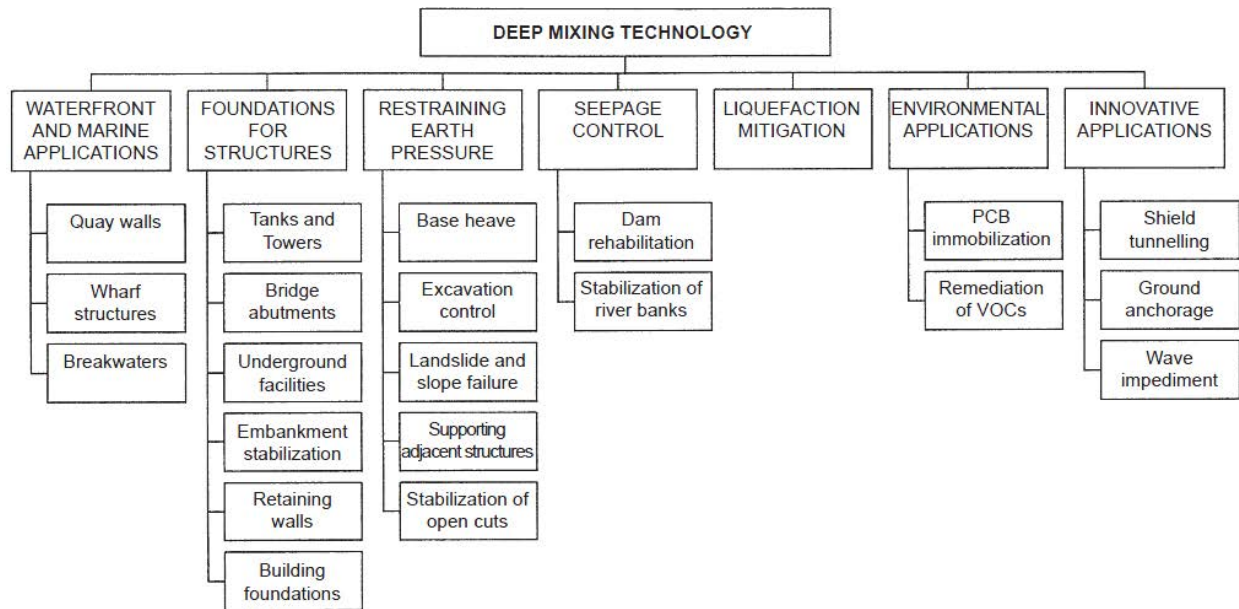 DEEP MIXING TECHNOLOGY
WATERFRONT
AND MARINE
APPLICATIONS
FOUNDATIONS
FOR
STRUCTURES
RESTRAINING
EARTH
PRESSURE
SEEPAGE
CONTROL
LIQUEFACTION
MITIGATION
ENVIRONMENTAL
APPLICATIONS
INNOVATIVE
APPLICATIONS
Quay walls
Wharf
structures
Breakwaters
Tanks and
Towers
Bridge
abutments
Underground
facilities
Embankment
stabilization
Retaining
walls
Building
foundations
Base heave
Excavation
control
Landslide and
slope failure
Supporting
adjacent structures
Stabilization of
open cuts
Dam
rehabilitation
Stabilization of
river banks
PCB
immobilization
Remediation
of VOCs
Shield
tunnelling
Ground
anchorage
Wave
impediment